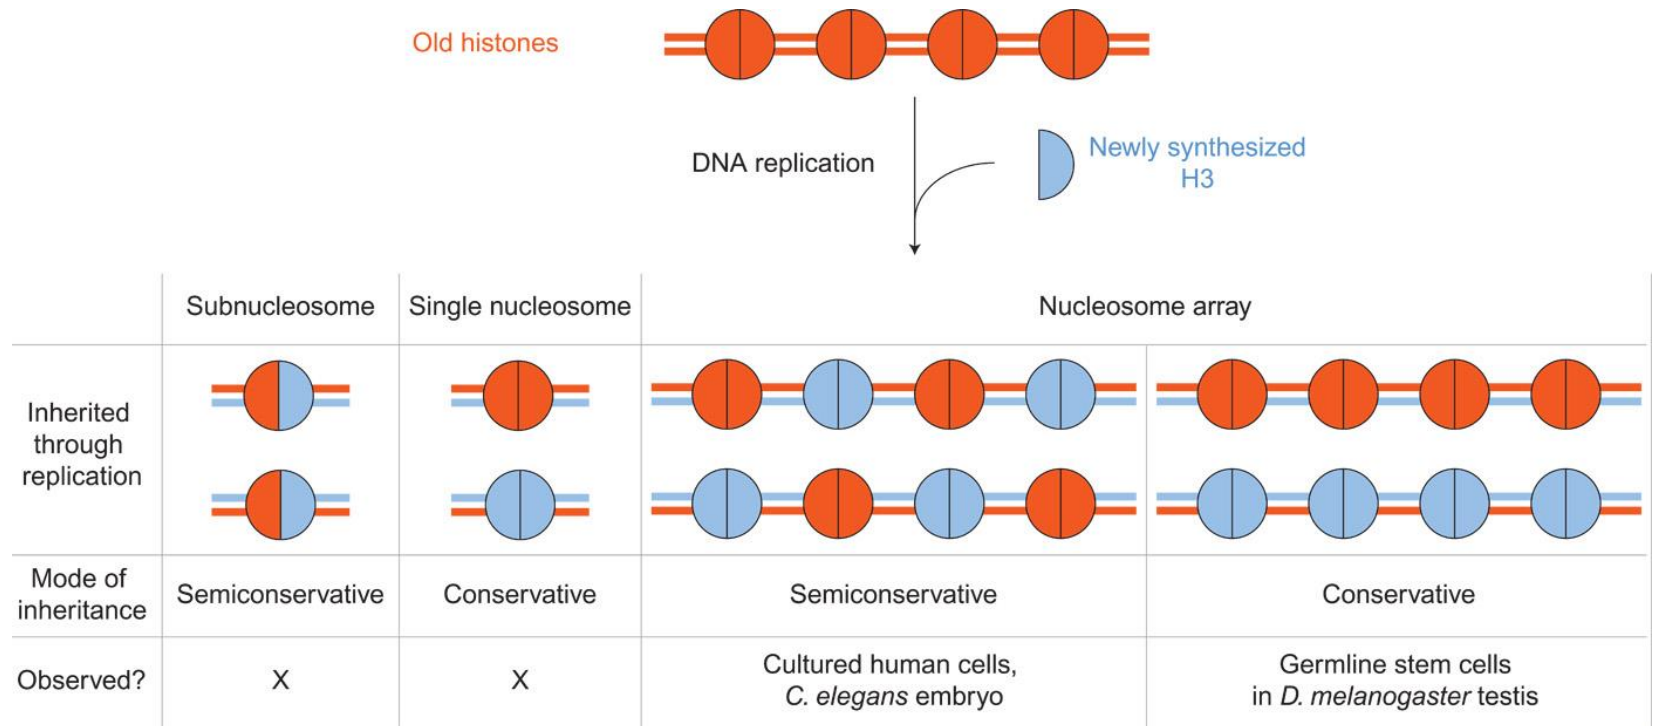 Old histones
DNA replication
Newly synthesized
H3
Subnucleosome
Single nucleosome
Nucleosome array
Inherited
through
replication
Mode of
inheritance
Semiconservative
Conservative
Semiconservative
Conservative
Observed?
X
X
Cultured human cells,
C. elegans embryo
Germline stem cells
in D. melanogaster testis